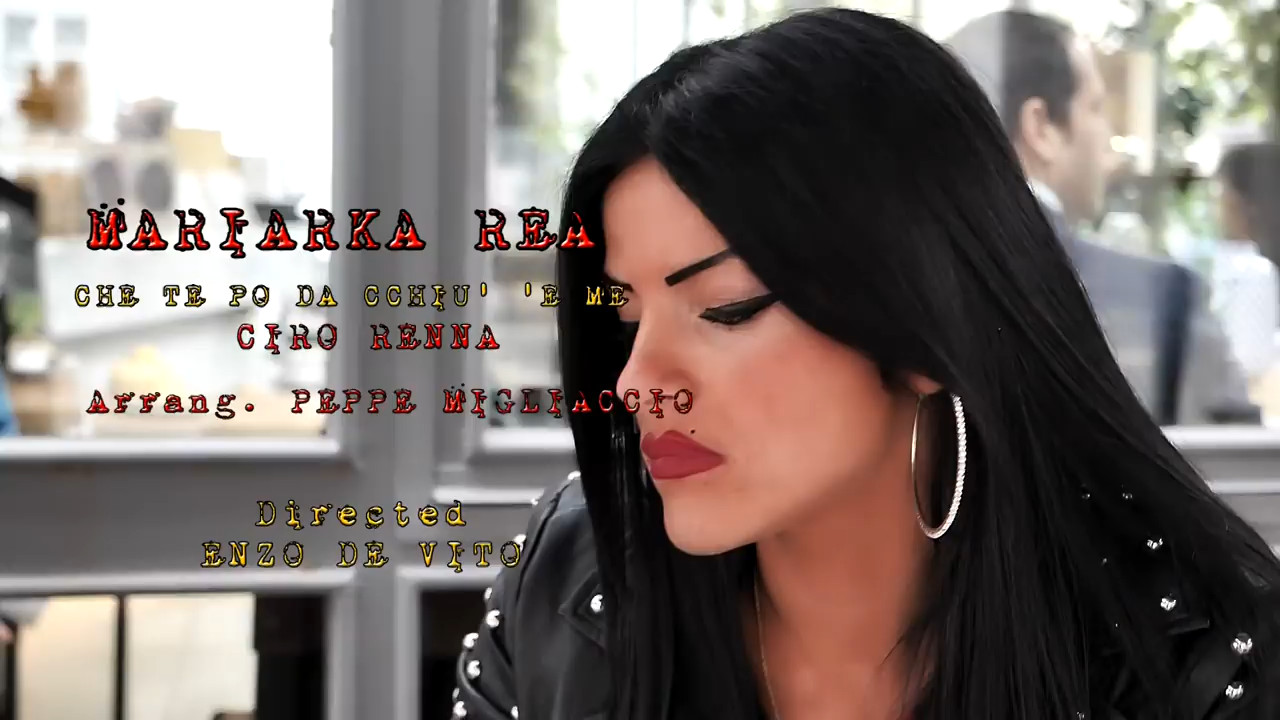 MARIARKA REA
CHE TE PO DA CCHIU' 'E ME
CIRO RENNA
Arrang. PEPPE MIGLIACCIO
Directed
ENZO DE VITO